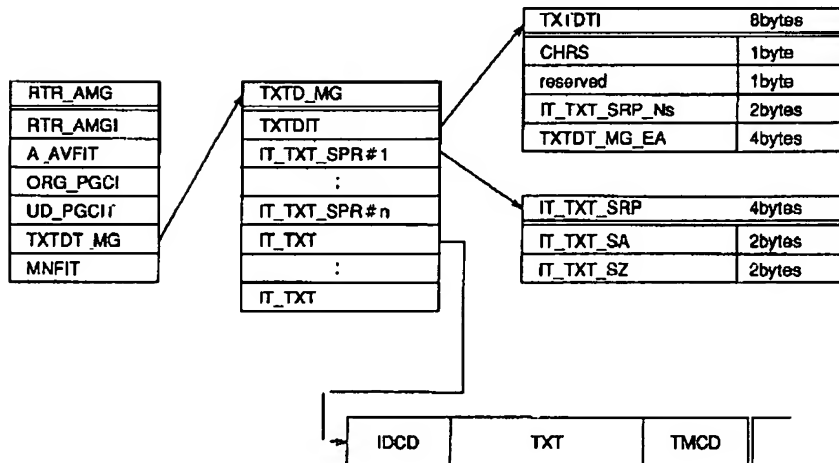 RTR_AMG
RTR_AMGI
A_AVFIT
ORG_PGCI
UD_PGCIT
TXTDT_MG
MNFIT
TXTD_MG
TXTDIT
IT_TXT_SPR#1
:
IT_TXT_SPR#n
IT_TXT
:
IT_TXT
TXTDTI 8bytes
CHRS 1byte
reserved 1byte
IT_TXT_SRP_Ns 2bytes
TXTDT_MG_EA 4bytes
IT_TXT_SRP 4bytes
IT_TXT_SA 2bytes
IT_TXT_SZ 2bytes
IDCD TXT TMCD